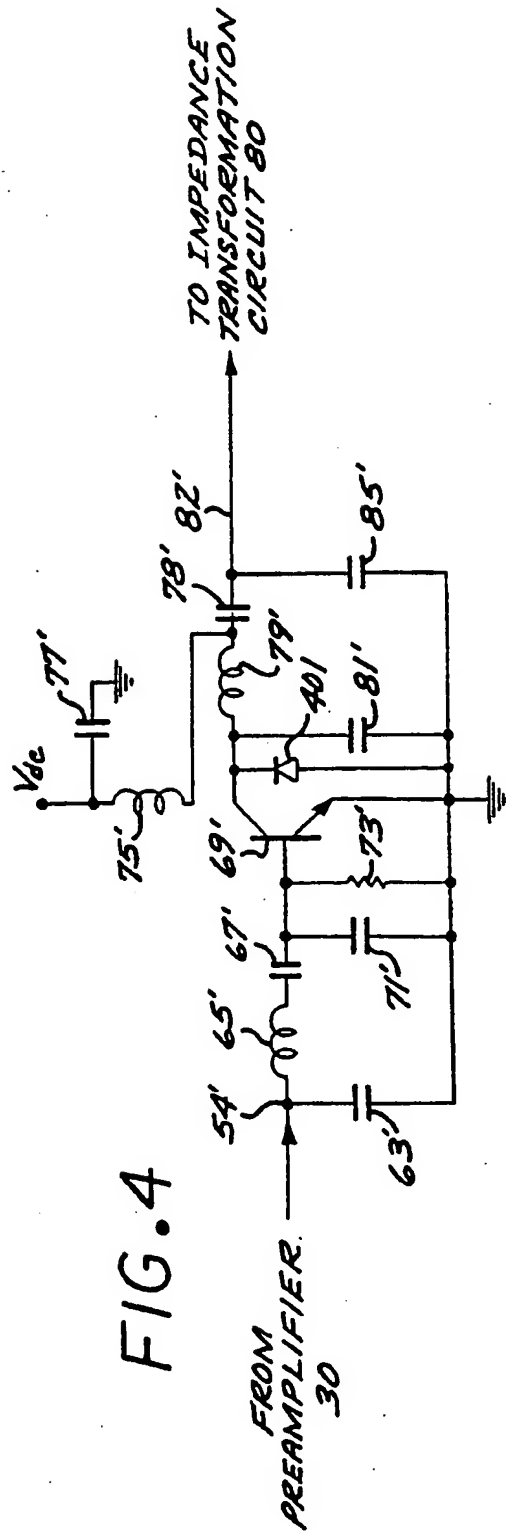 FIG. 4
FROM
PREAMPLIFIER.
30
54'
63'
65'
67'
71'
73'
69'
75'
Vdc
77'
401
81'
79'
78'
85'
82'
TO IMPEDANCE
TRANSFORMATION
CIRCUIT 80